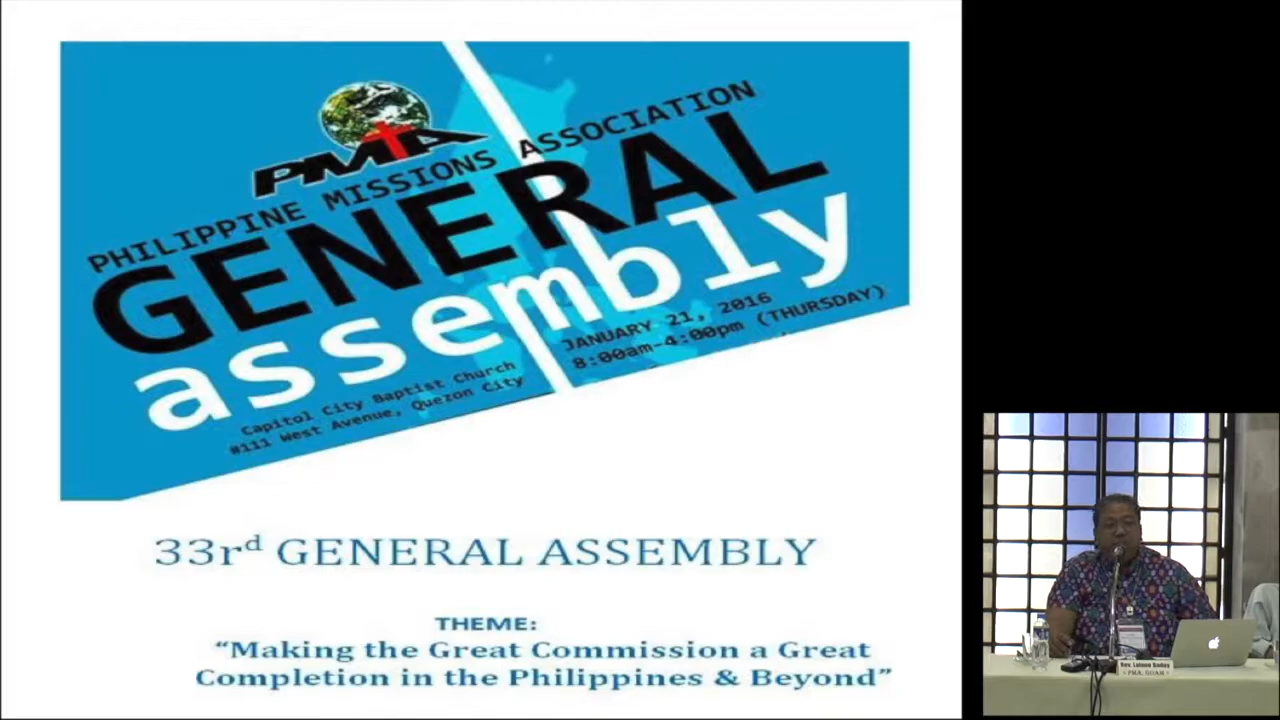 PMA
PHILIPPINE MISSIONS ASSOCIATION
GENERAL
assembly
JANUARY 21, 2016
8:00am-4:00pm (THURSDAY)
Capitol City Baptist Church
#111 West Avenue, Quezon City
33rd GENERAL ASSEMBLY
THEME:
“Making the Great Commission a Great
Completion in the Philippines & Beyond”
Rev.